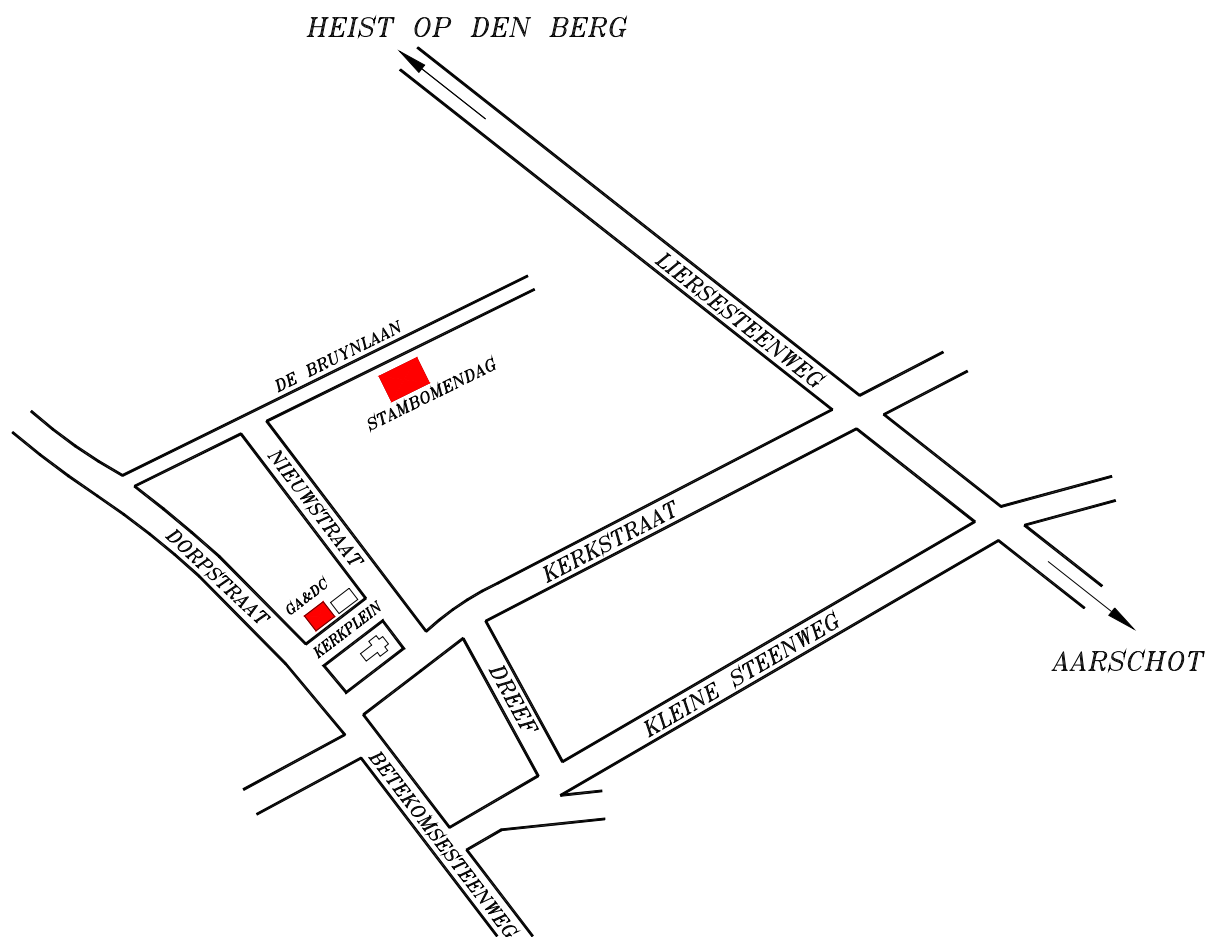 HEIST OP DEN BERG
LIERSESTEENWEG
DE BRUYNLAAN
STAMBOMENDAG
NIEUWSTRAAT
KERKSTRAAT
DORPSTRAAT
GA&DC
KERKPLEIN
KLEINE STEENWEG
AARSCHOT
DREEF
BETEKOMSESTEENWEG